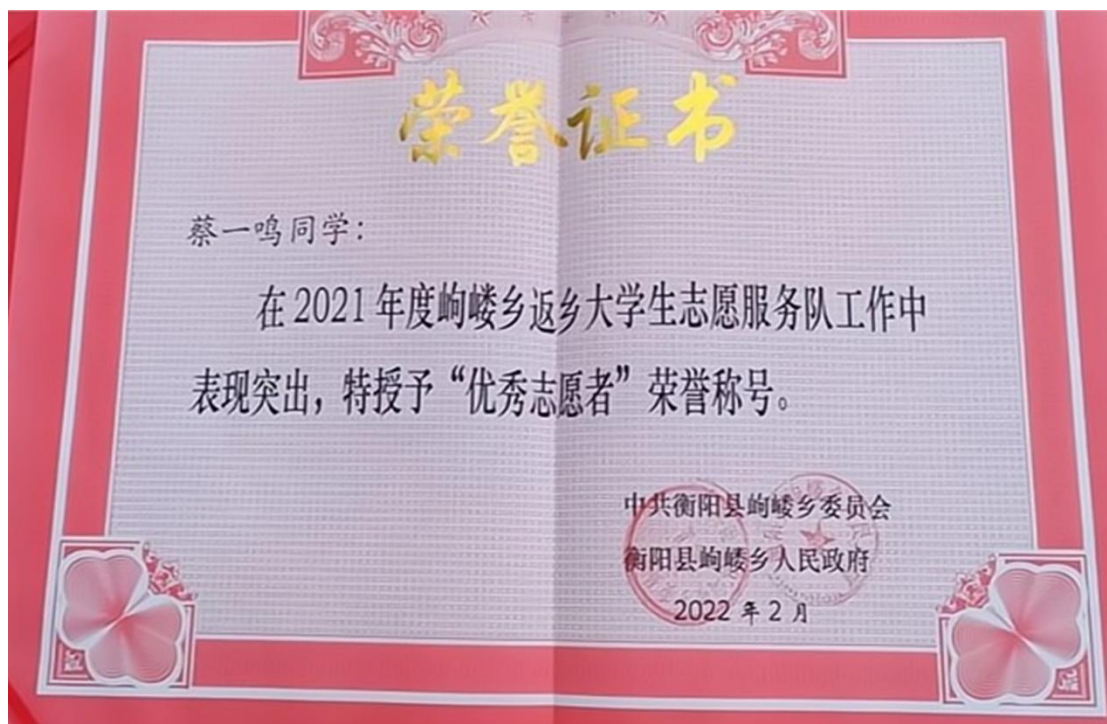 荣誉证书
蔡一鸣同学：
在2021年度岣嵝乡返乡大学生志愿服务队工作中
表现突出，特授予“优秀志愿者”荣誉称号。
中共衡阳县岣嵝乡委员会
衡阳县岣嵝乡人民政府
2022年2月